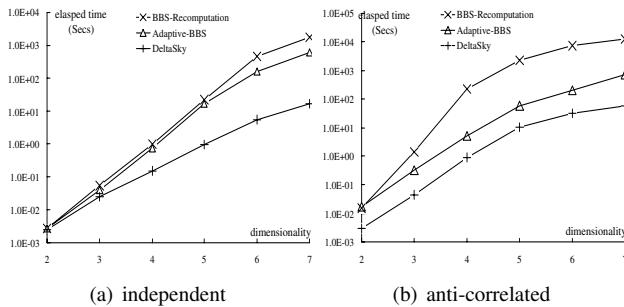 1.0E+04
elasped time
(Secs)
BBS-Recomputation
Adaptive-BBS
DeltaSky
1.0E+03
1.0E+02
1.0E+01
1.0E+00
1.0E-01
1.0E-02
1.0E-03
dimensionality
2 3 4 5 6 7
(a) independent
1.0E+05
elasped time
(Secs)
BBS-Recomputation
Adaptive-BBS
DeltaSky
1.0E+04
1.0E+03
1.0E+02
1.0E+01
1.0E+00
1.0E-01
1.0E-02
1.0E-03
dimensionality
2 3 4 5 6 7
(b) anti-correlated